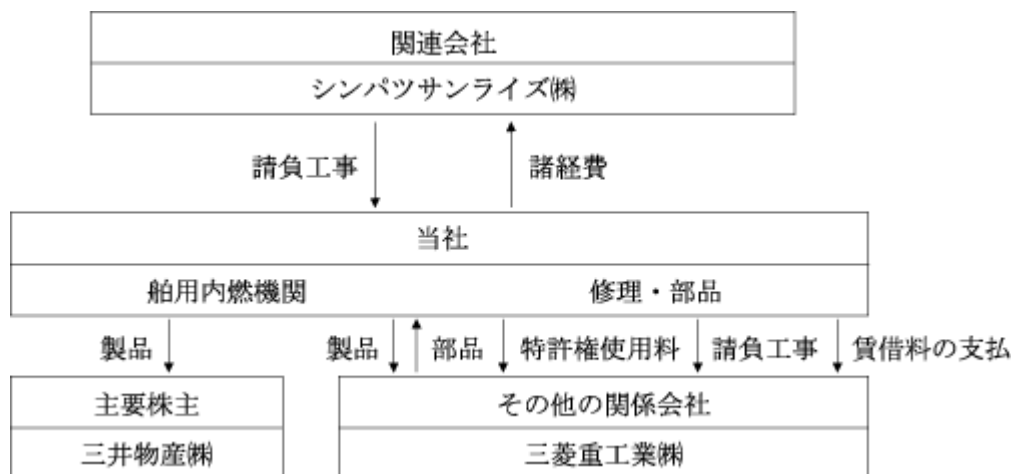 関連会社
シンパツサンライズ㈱
請負工事 諸経費
当社
舶用内燃機関 修理・部品
製品 製品 部品 特許権使用料 請負工事 賃借料の支払
主要株主 その他の関係会社
三井物産㈱ 三菱重工業㈱